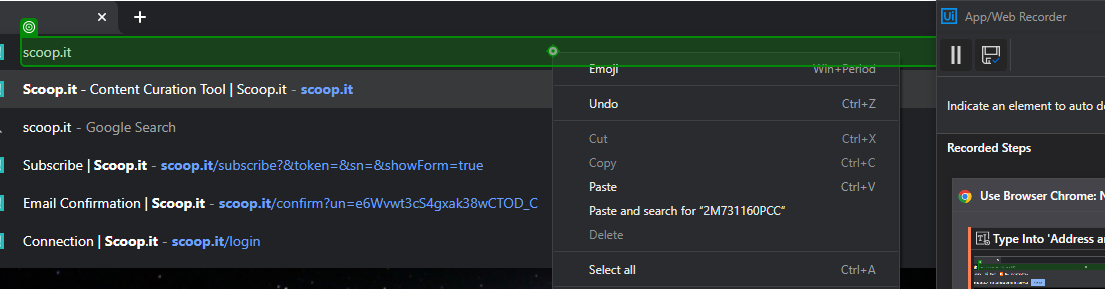 Ui App/Web Recorder
scoop.it
Emoji Win+Period
Scoop.it - Content Curation Tool | Scoop.it - scoop.it
Undo Ctrl+Z
Indicate an element to auto de
scoop.it - Google Search
Cut Ctrl+X
Recorded Steps
Subscribe | Scoop.it - scoop.it/subscribe?&token=&sn=&showForm=true
Copy Ctrl+C
Paste Ctrl+V
Use Browser Chrome: N
Email Confirmation | Scoop.it - scoop.it/confirm?un=e6Wvwt3cS4gxak38wCTOD_C
Paste and search for “2M731160PCC”
Delete
Type Into 'Address an
Connection | Scoop.it - scoop.it/login
Select all Ctrl+A